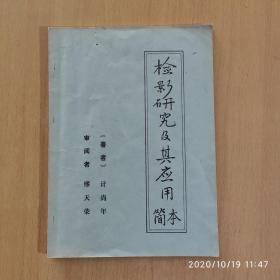 检影研究及其应用
简本
（著者） 计尚年
审阅者 缪天荣
2020/10/19 11:47